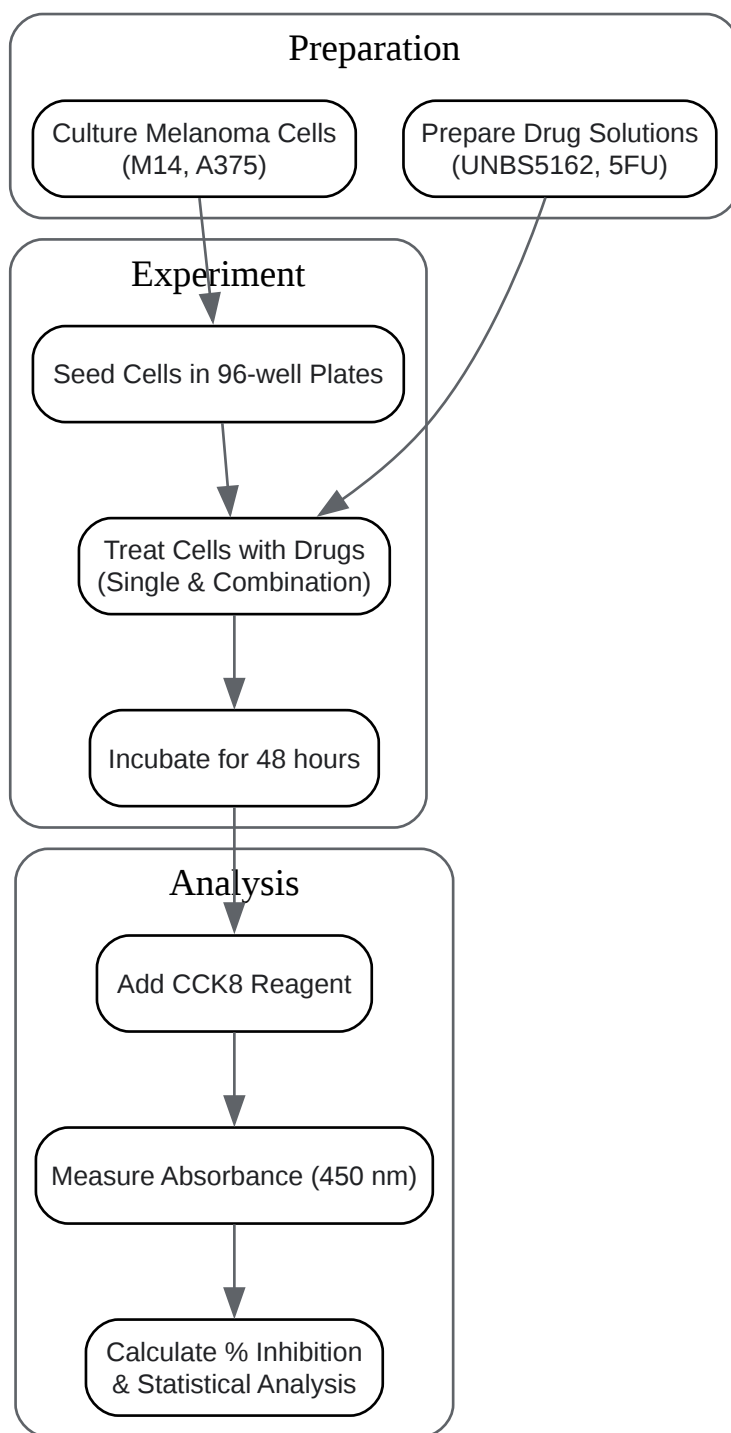 Preparation
Culture Melanoma Cells
(M14, A375)
Prepare Drug Solutions
(UNBS5162, 5FU)
Experiment
Seed Cells in 96-well Plates
Treat Cells with Drugs
(Single & Combination)
Incubate for 48 hours
Analysis
Add CCK8 Reagent
Measure Absorbance (450 nm)
Calculate % Inhibition
& Statistical Analysis